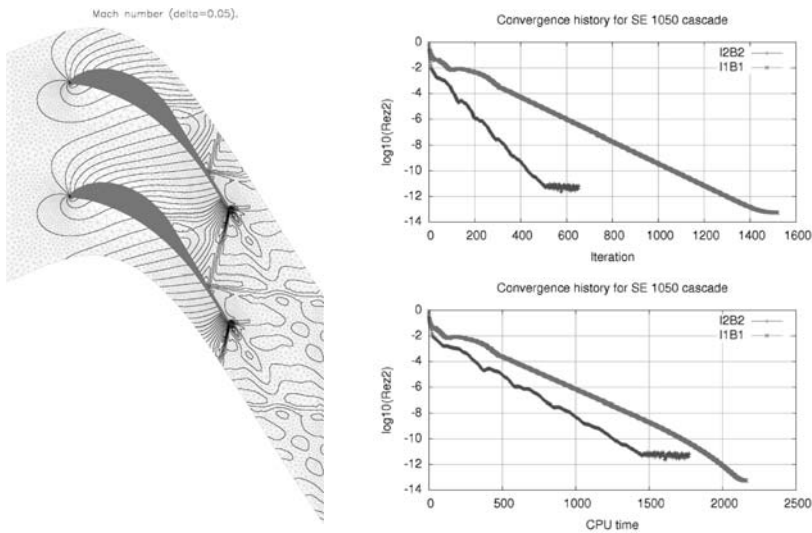 Mach number (delta=0.05).
Convergence history for SE 1050 cascade
I2B2
I1B1
log10(Rez2)
0
-2
-4
-6
-8
-10
-12
-14
0 200 400 600 800 1000 1200 1400 1600
Iteration
Convergence history for SE 1050 cascade
I2B2
I1B1
log10(Rez2)
0
-2
-4
-6
-8
-10
-12
-14
0 500 1000 1500 2000 2500
CPU time